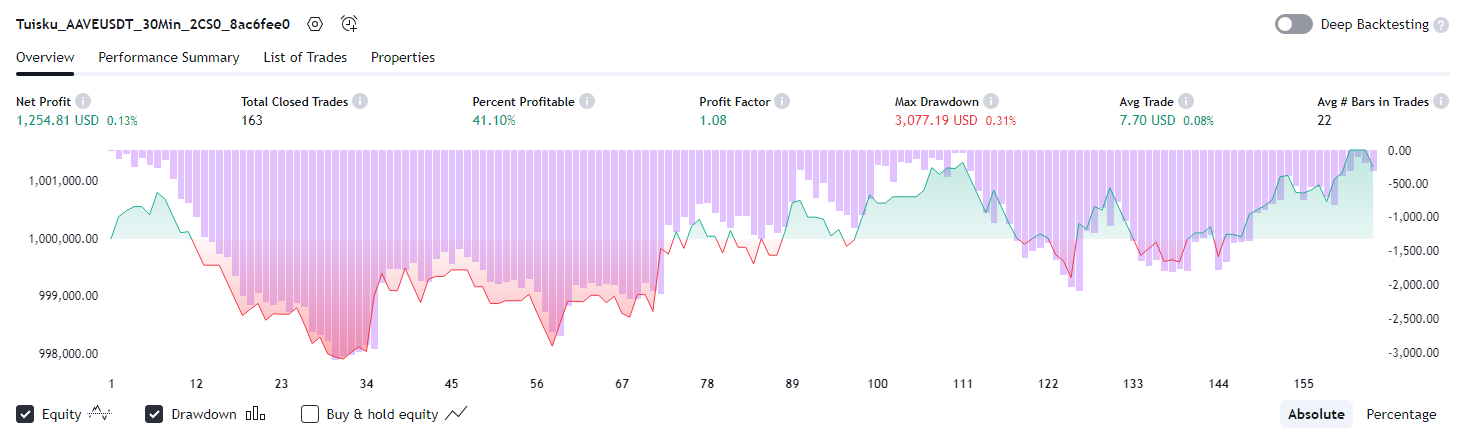 Tuisku_AAVEUSDT_30Min_2CS0_8ac6fee0 Deep Backtesting ?
Overview Performance Summary List of Trades Properties
Net Profit i Total Closed Trades i Percent Profitable i Profit Factor i Max Drawdown i Avg Trade i Avg # Bars in Trades i
1,254.81 USD 0.13% 163 41.10% 1.08 3,077.19 USD 0.31% 7.70 USD 0.08% 22
0.00
1,001,000.00 -500.00
-1,000.00
1,000,000.00
-1,500.00
-2,000.00
999,000.00
-2,500.00
998,000.00 -3,000.00
1 12 23 34 45 56 67 78 89 100 111 122 133 144 155
Equity Drawdown Buy & hold equity Absolute Percentage